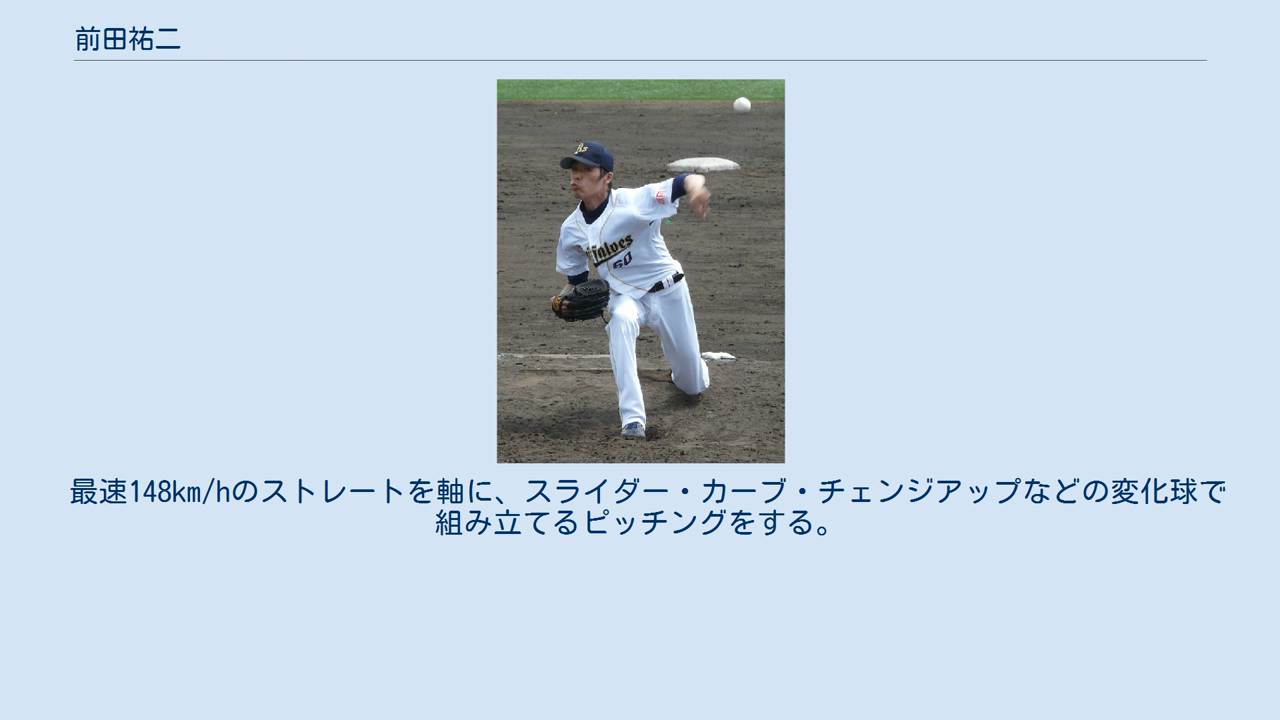 前田祐二
Bs
60
最速148km/hのストレートを軸に、スライダー・カーブ・チェンジアップなどの変化球で
組み立てるピッチングをする。